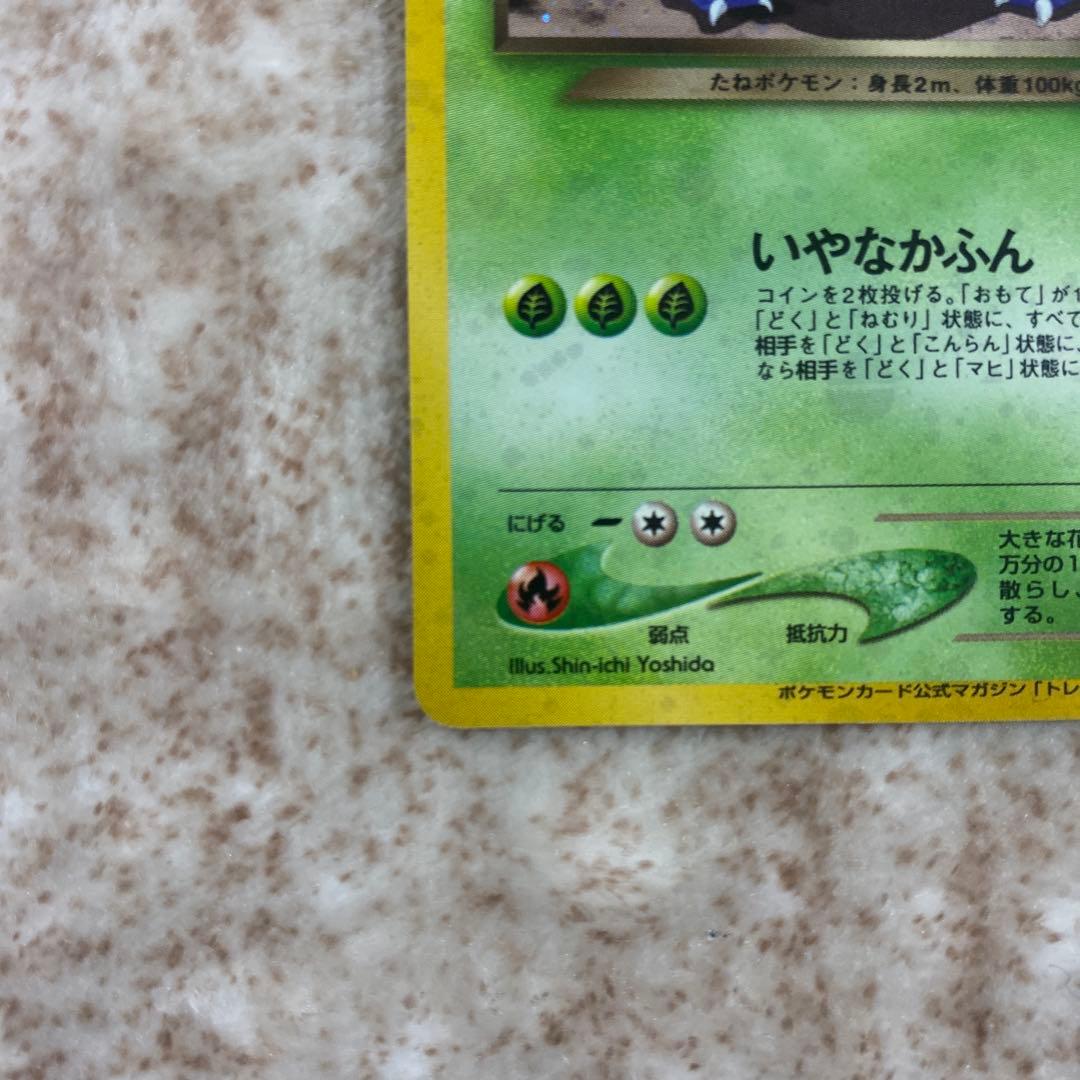 たねポケモン：身長2m、体重100kg
いやなかふん
コインを2枚投げる。「おもて」が1
「どく」と「ねむり」状態に、すべて
相手を「どく」と「こんらん」状態に、
なら相手を「どく」と「マヒ」状態に
にげる
大きな花
万分の1
散らし、
する。
弱点
抵抗力
Illus.Shin-ichi Yoshida
ポケモンカード公式マガジン「トレ